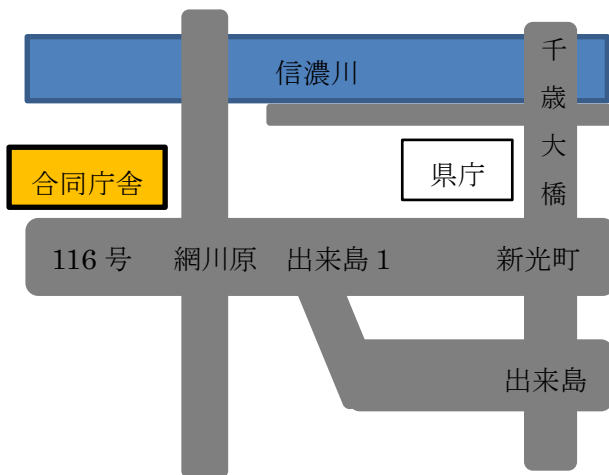 信濃川
千歳大橋
合同庁舎
県庁
116号
網川原
出来島1
新光町
出来島